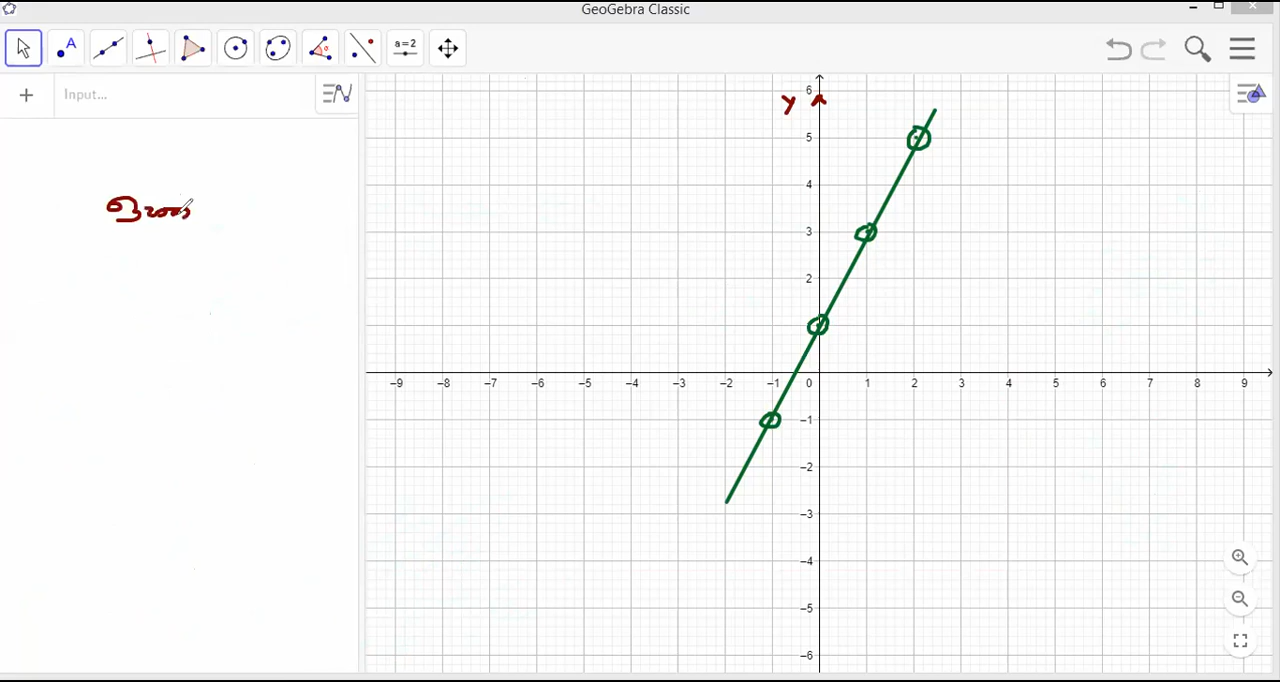 GeoGebra Classic
A a=2
+ Input...
y
6
5
4
3
2
−9 −8 −7 −6 −5 −4 −3 −2 −1 0 1 2 3 4 5 6 7 8 9
−1
−2
−3
−4
−5
−6